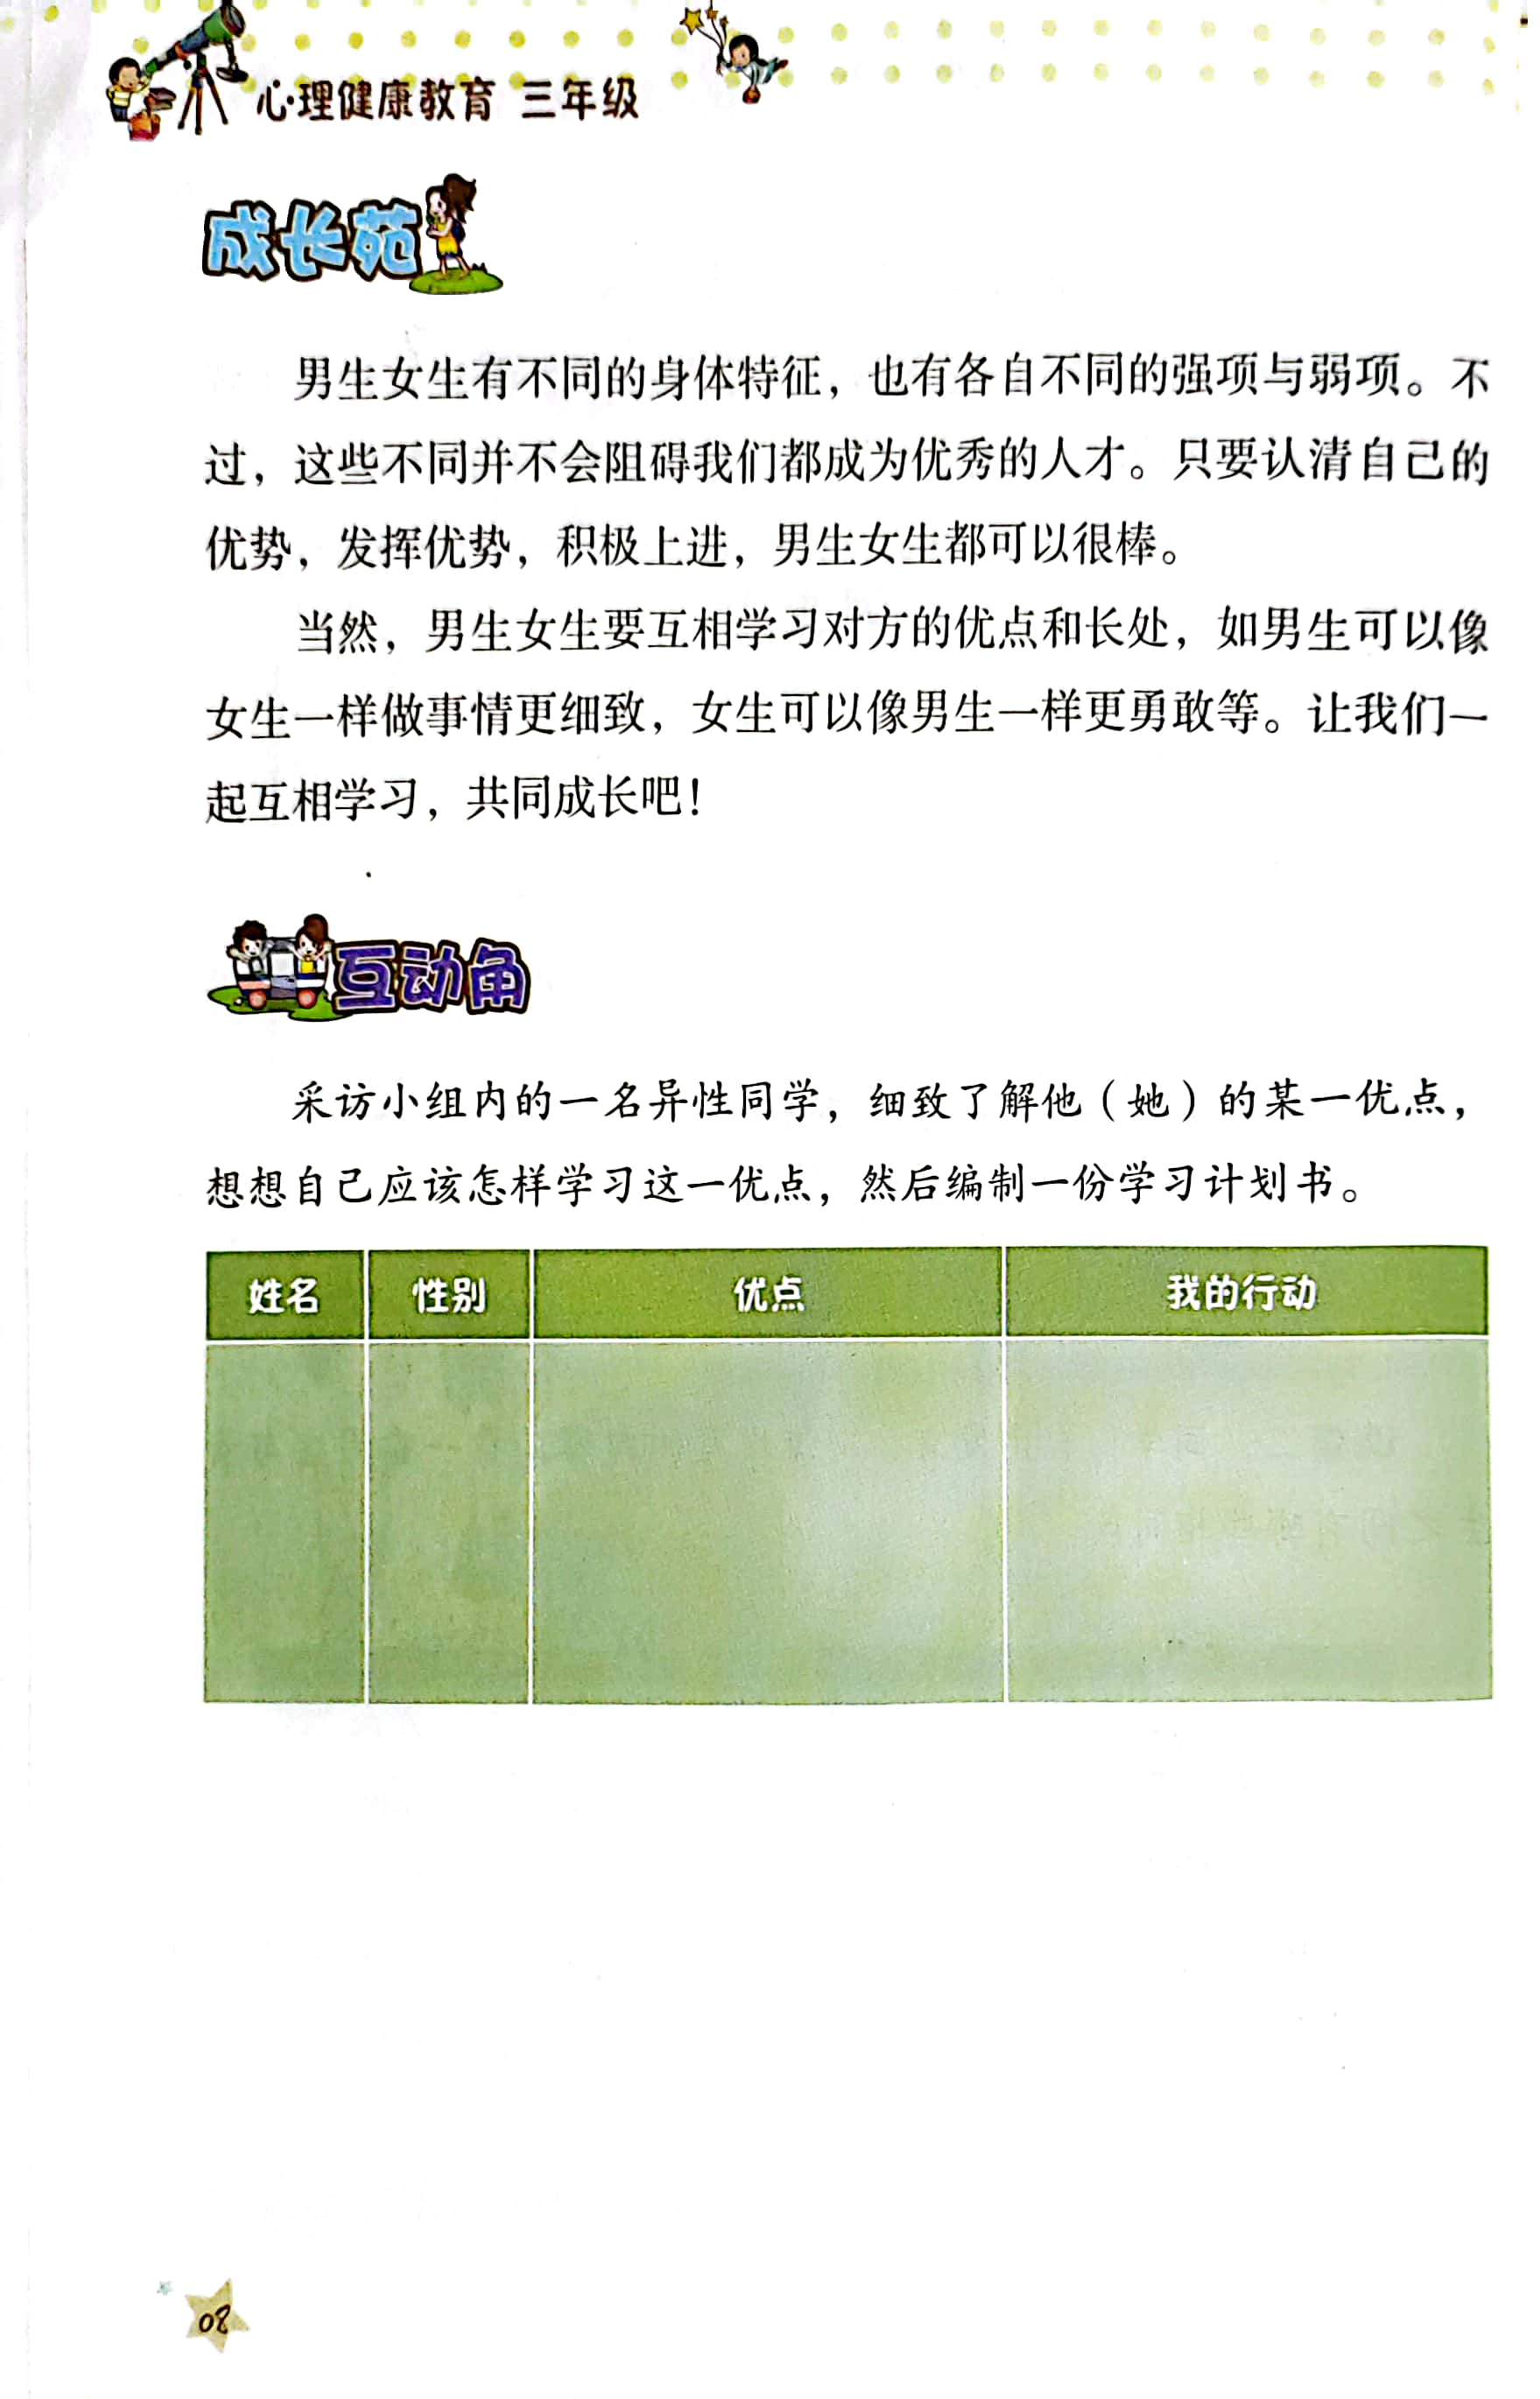 心理健康教育 三年级
成长苑
男生女生有不同的身体特征，也有各自不同的强项与弱项。不
过，这些不同并不会阻碍我们都成为优秀的人才。只要认清自己的
优势，发挥优势，积极上进，男生女生都可以很棒。
当然，男生女生要互相学习对方的优点和长处，如男生可以像
女生一样做事情更细致，女生可以像男生一样更勇敢等。让我们一
起互相学习，共同成长吧！
互动角
采访小组内的一名异性同学，细致了解他（她）的某一优点，
想想自己应该怎样学习这一优点，然后编制一份学习计划书。
姓名 性别 优点 我的行动
08